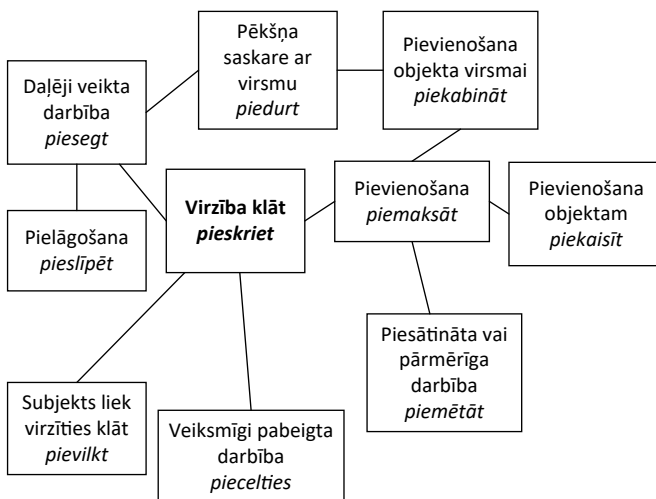 Pēkšņa
saskare ar
virsmu
piedurt
Pievienošana
objekta virsmai
piekabināt
Daļēji veikta
darbība
piesegt
Virzība klāt
pieskriet
Pievienošana
piemaksāt
Pievienošana
objektam
piekaisīt
Pielāgošana
pieslīpēt
Piesātināta vai
pārmērīga
darbība
piemētāt
Subjekts liek
virzīties klāt
pievilkt
Veiksmīgi pabeigta
darbība
piecelties